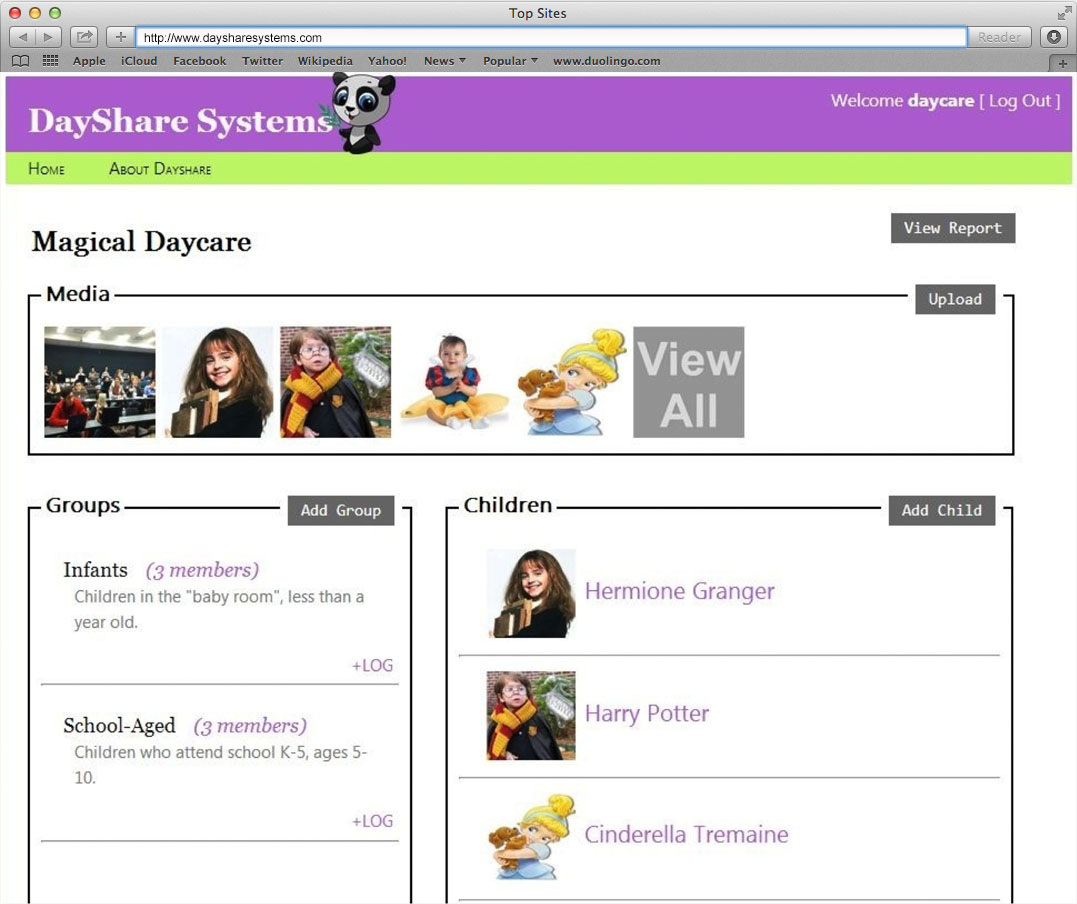 Top Sites
http://www.daysharesystems.com
Reader
Apple iCloud Facebook Twitter Wikipedia Yahoo! News Popular www.duolingo.com
DayShare Systems
Welcome daycare [ Log Out ]
Home About Dayshare
Magical Daycare
View Report
Media
Upload
View
All
Groups
Add Group
Infants (3 members)
Children in the "baby room", less than a
year old.
+LOG
School-Aged (3 members)
Children who attend school K-5, ages 5-
10.
+LOG
Children
Add Child
Hermione Granger
Harry Potter
Cinderella Tremaine